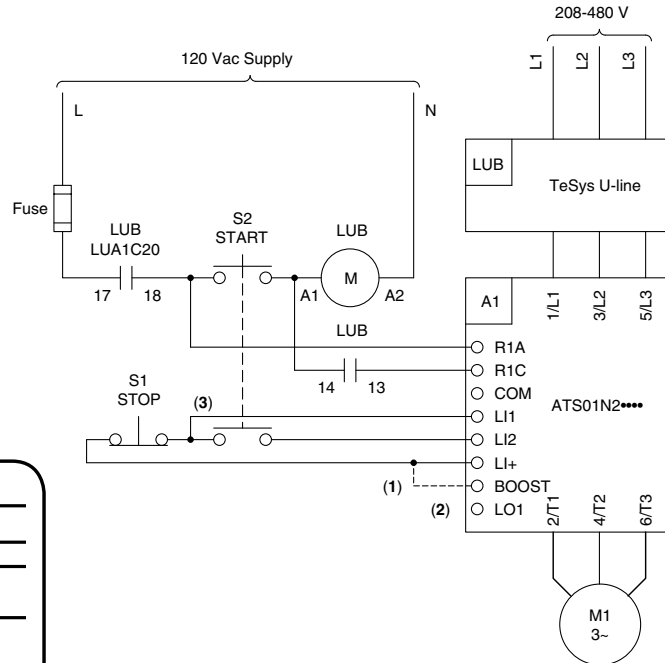 208-480 V
L1 L2 L3
120 Vac Supply
L N
LUB
TeSys U-line
Fuse
LUB
LUA1C20
17 18
S2
START
LUB
M
A1 A2
LUB
14 13
A1
1/L1 3/L2 5/L3
R1A
R1C
COM
LI1
LI2
LI+
BOOST
LO1
ATS01N2••••
S1
STOP
(3)
(1)
(2)
2/T1 4/T2 6/T3
M1
3~